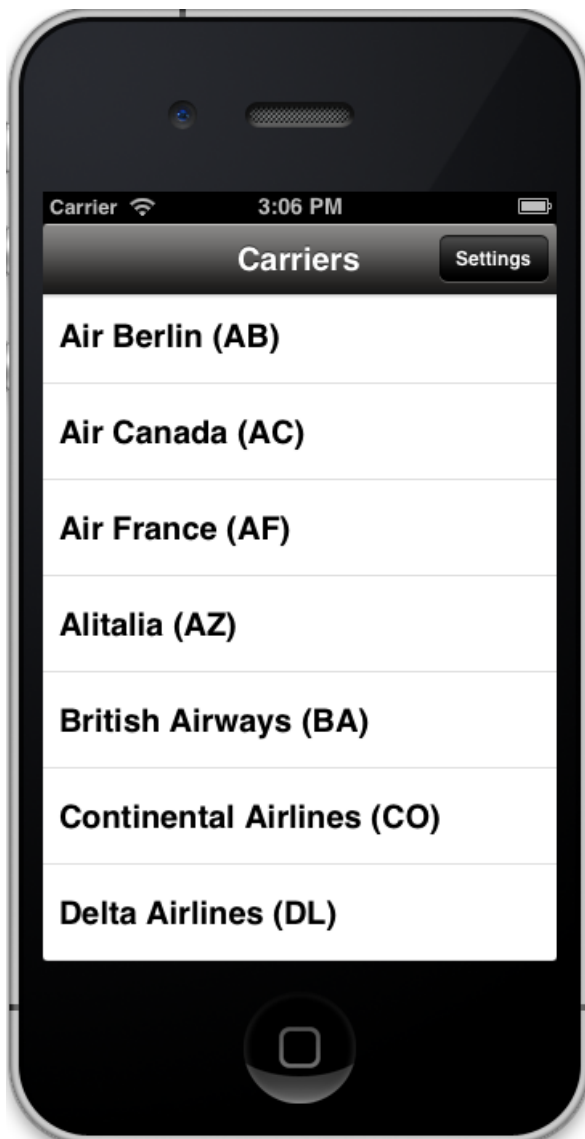 Carrier 3:06 PM
Carriers Settings
Air Berlin (AB)
Air Canada (AC)
Air France (AF)
Alitalia (AZ)
British Airways (BA)
Continental Airlines (CO)
Delta Airlines (DL)